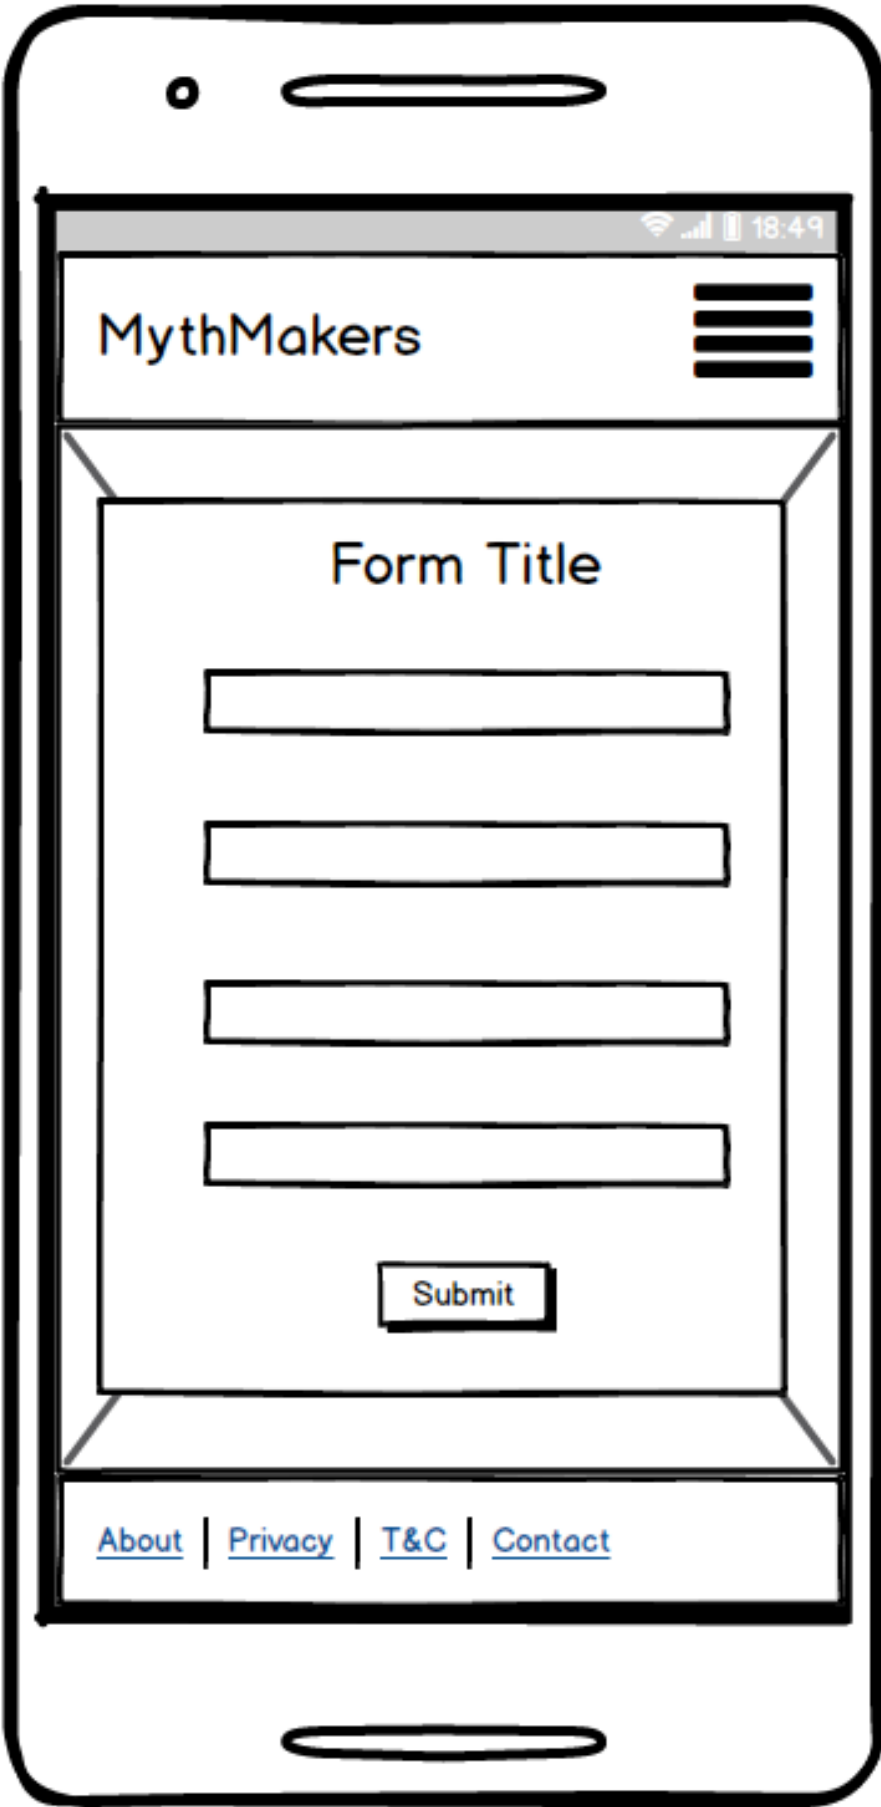 18:49
MythMakers
Form Title
Submit
About | Privacy | T&C | Contact